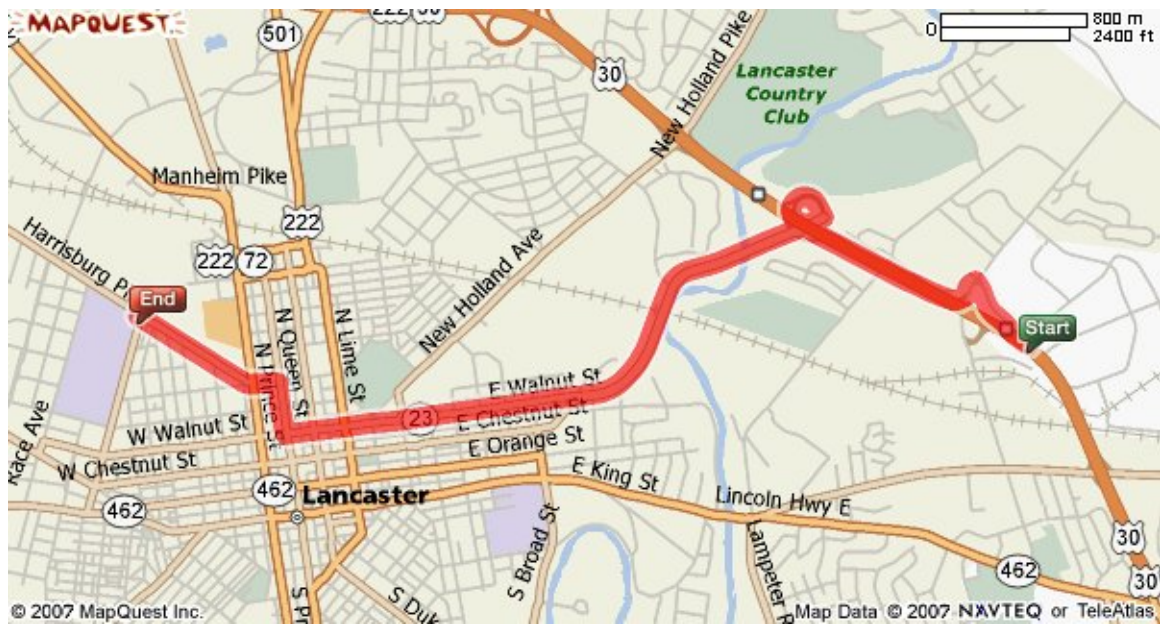 MAPQUEST
222 30
501
800 m
0
2400 ft
30
New Holland Pike
Lancaster
Country
Club
Manheim Pike
222
Harrisburg
222 72
New Holland Ave
End
N Queen St
N Lime St
N Prince St
Start
E Walnut St
23
E Chestnut St
W Walnut St
E Orange St
Race Ave
W Chestnut St
E King St
462
Lancaster
Lincoln Hwy E
462
S Broad St
30
462
30
© 2007 MapQuest Inc.
Map Data © 2007 NAVTEQ or TeleAtlas